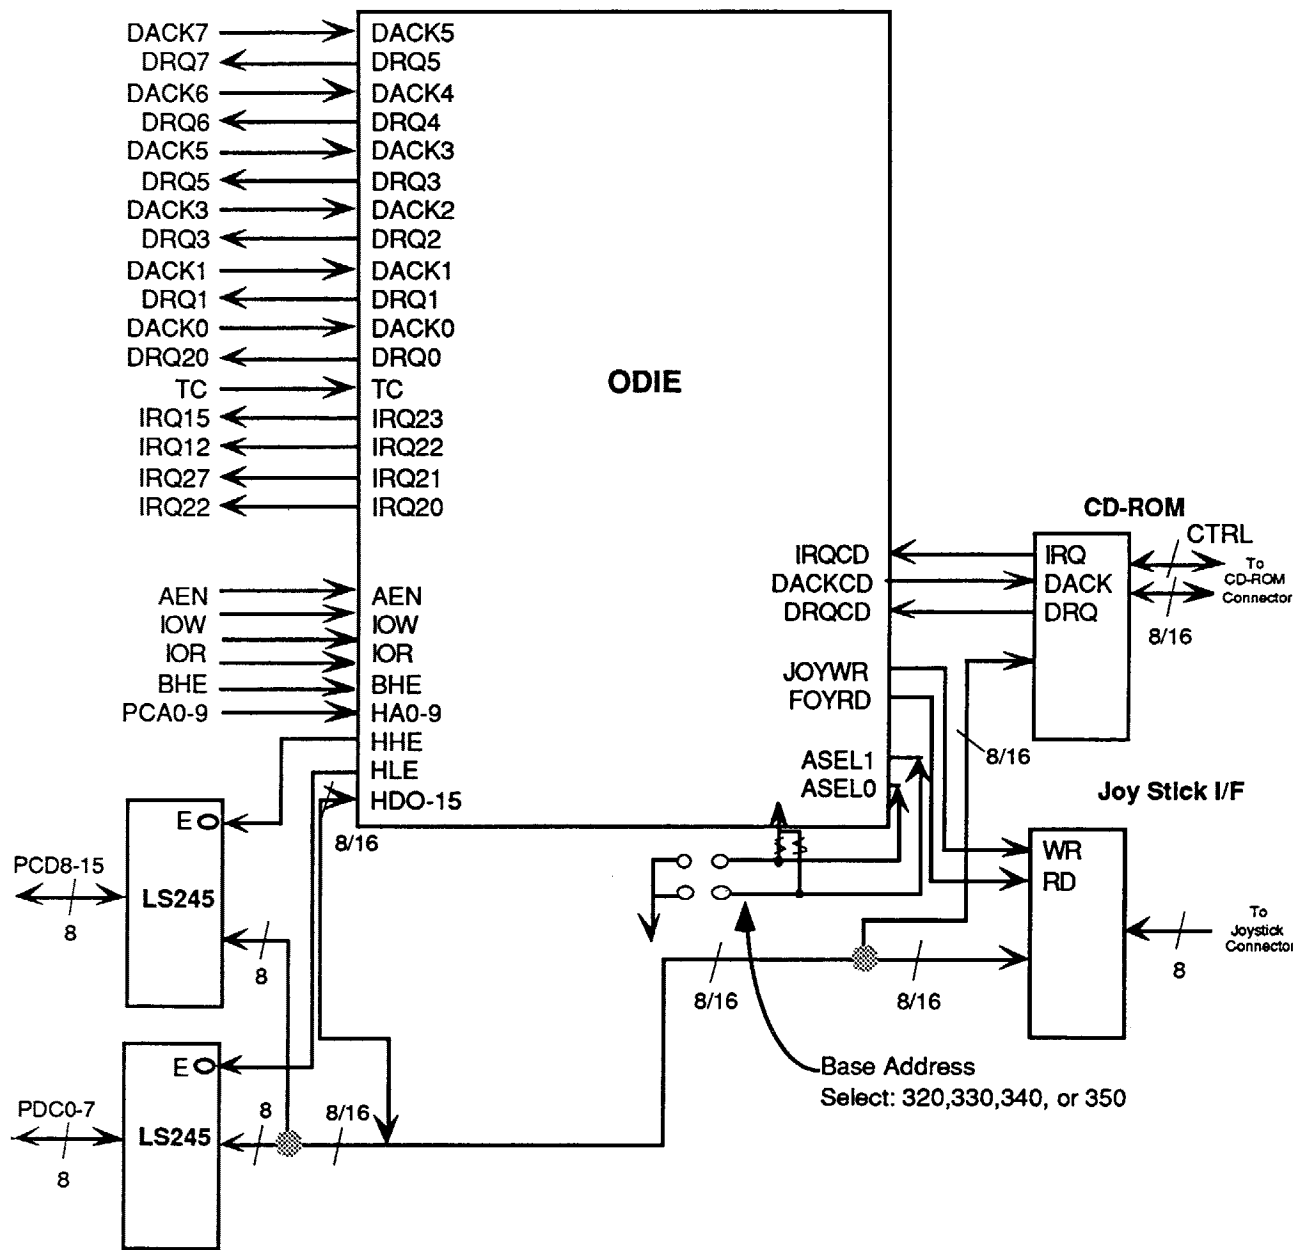 DACK7 DACK5
DRQ7 DRQ5
DACK6 DACK4
DRQ6 DRQ4
DACK5 DACK3
DRQ5 DRQ3
DACK3 DACK2
DRQ3 DRQ2
DACK1 DACK1
DRQ1 DRQ1
DACK0 DACK0
DRQ20 DRQ0
TC TC
ODIE
IRQ15 IRQ23
IRQ12 IRQ22
IRQ27 IRQ21
IRQ22 IRQ20
AEN AEN
IOW IOW
IOR IOR
BHE BHE
PCA0-9 HA0-9
HHE
HLE
HDO-15
8/16
IRQCD
DACKCD
DRQCD
JOYWR
FOYRD
ASEL1
ASEL0
CD-ROM
IRQ
DACK
DRQ
CTRL
To
CD-ROM
Connector
8/16
8/16
Joy Stick I/F
WR
RD
To
Joystick
Connector
8
E
PCD8-15
LS245
8
8
8/16
8/16
E
PDC0-7
LS245
8
8
8/16
Base Address
Select: 320,330,340, or 350